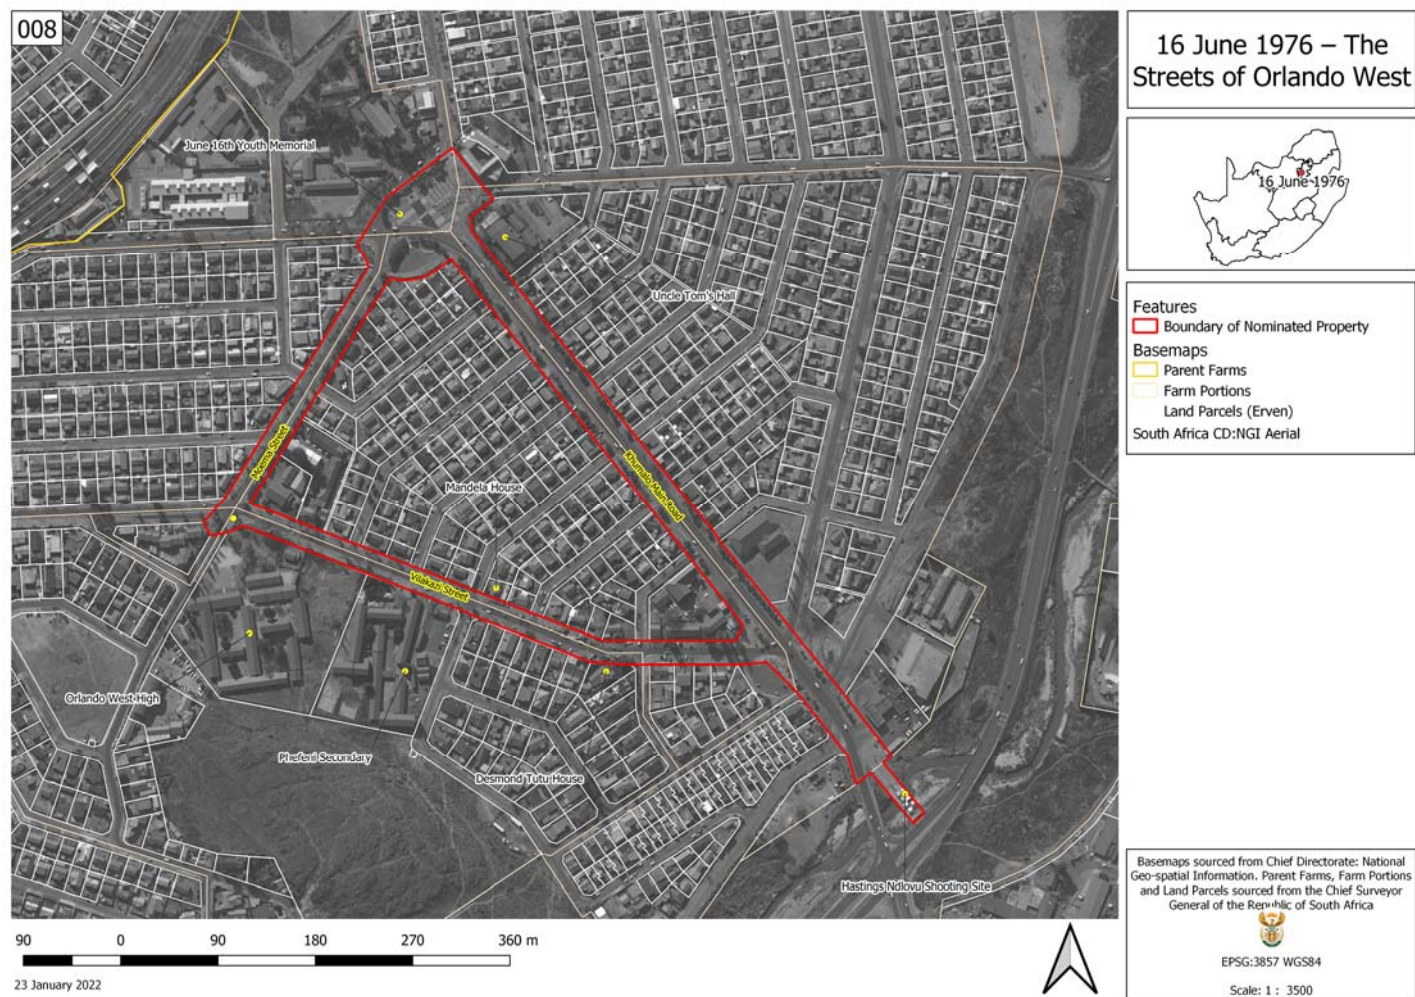 008
16 June 1976 – The
Streets of Orlando West
June 16th Youth Memorial
16 June 1976
Uncle Tom's Hall
Features
Boundary of Nominated Property
Basemaps
Parent Farms
Farm Portions
Land Parcels (Erven)
South Africa CD:NGI Aerial
Moema Street
Khumalo Main Road
Mandela House
Vilakazi Street
Orlando West High
Phefeni Secondary
Desmond Tutu House
Hastings Ndlovu Shooting Site
Basemaps sourced from Chief Directorate: National
Geo-spatial Information. Parent Farms, Farm Portions
and Land Parcels sourced from the Chief Surveyor
General of the Republic of South Africa
EPSG:3857 WGS84
Scale: 1 : 3500
90 0 90 180 270 360 m
23 January 2022